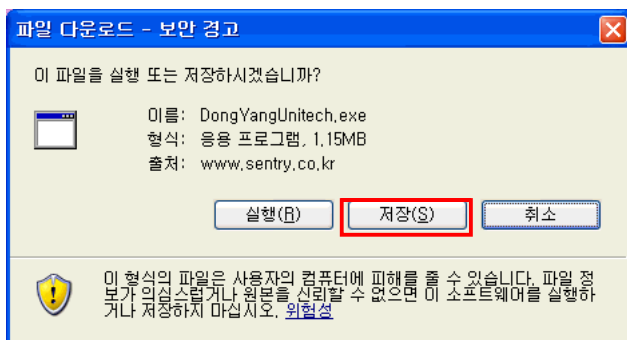 파일 다운로드 - 보안 경고
이 파일을 실행 또는 저장하시겠습니까?
이름: DongYangUnitech.exe
형식: 응용 프로그램, 1.15MB
출처: www.sentry.co.kr
실행(R) 저장(S) 취소
이 형식의 파일은 사용자의 컴퓨터에 피해를 줄 수 있습니다. 파일 정
보가 의심스럽거나 원본을 신뢰할 수 없으면 이 소프트웨어를 실행하
거나 저장하지 마십시오. 위험성